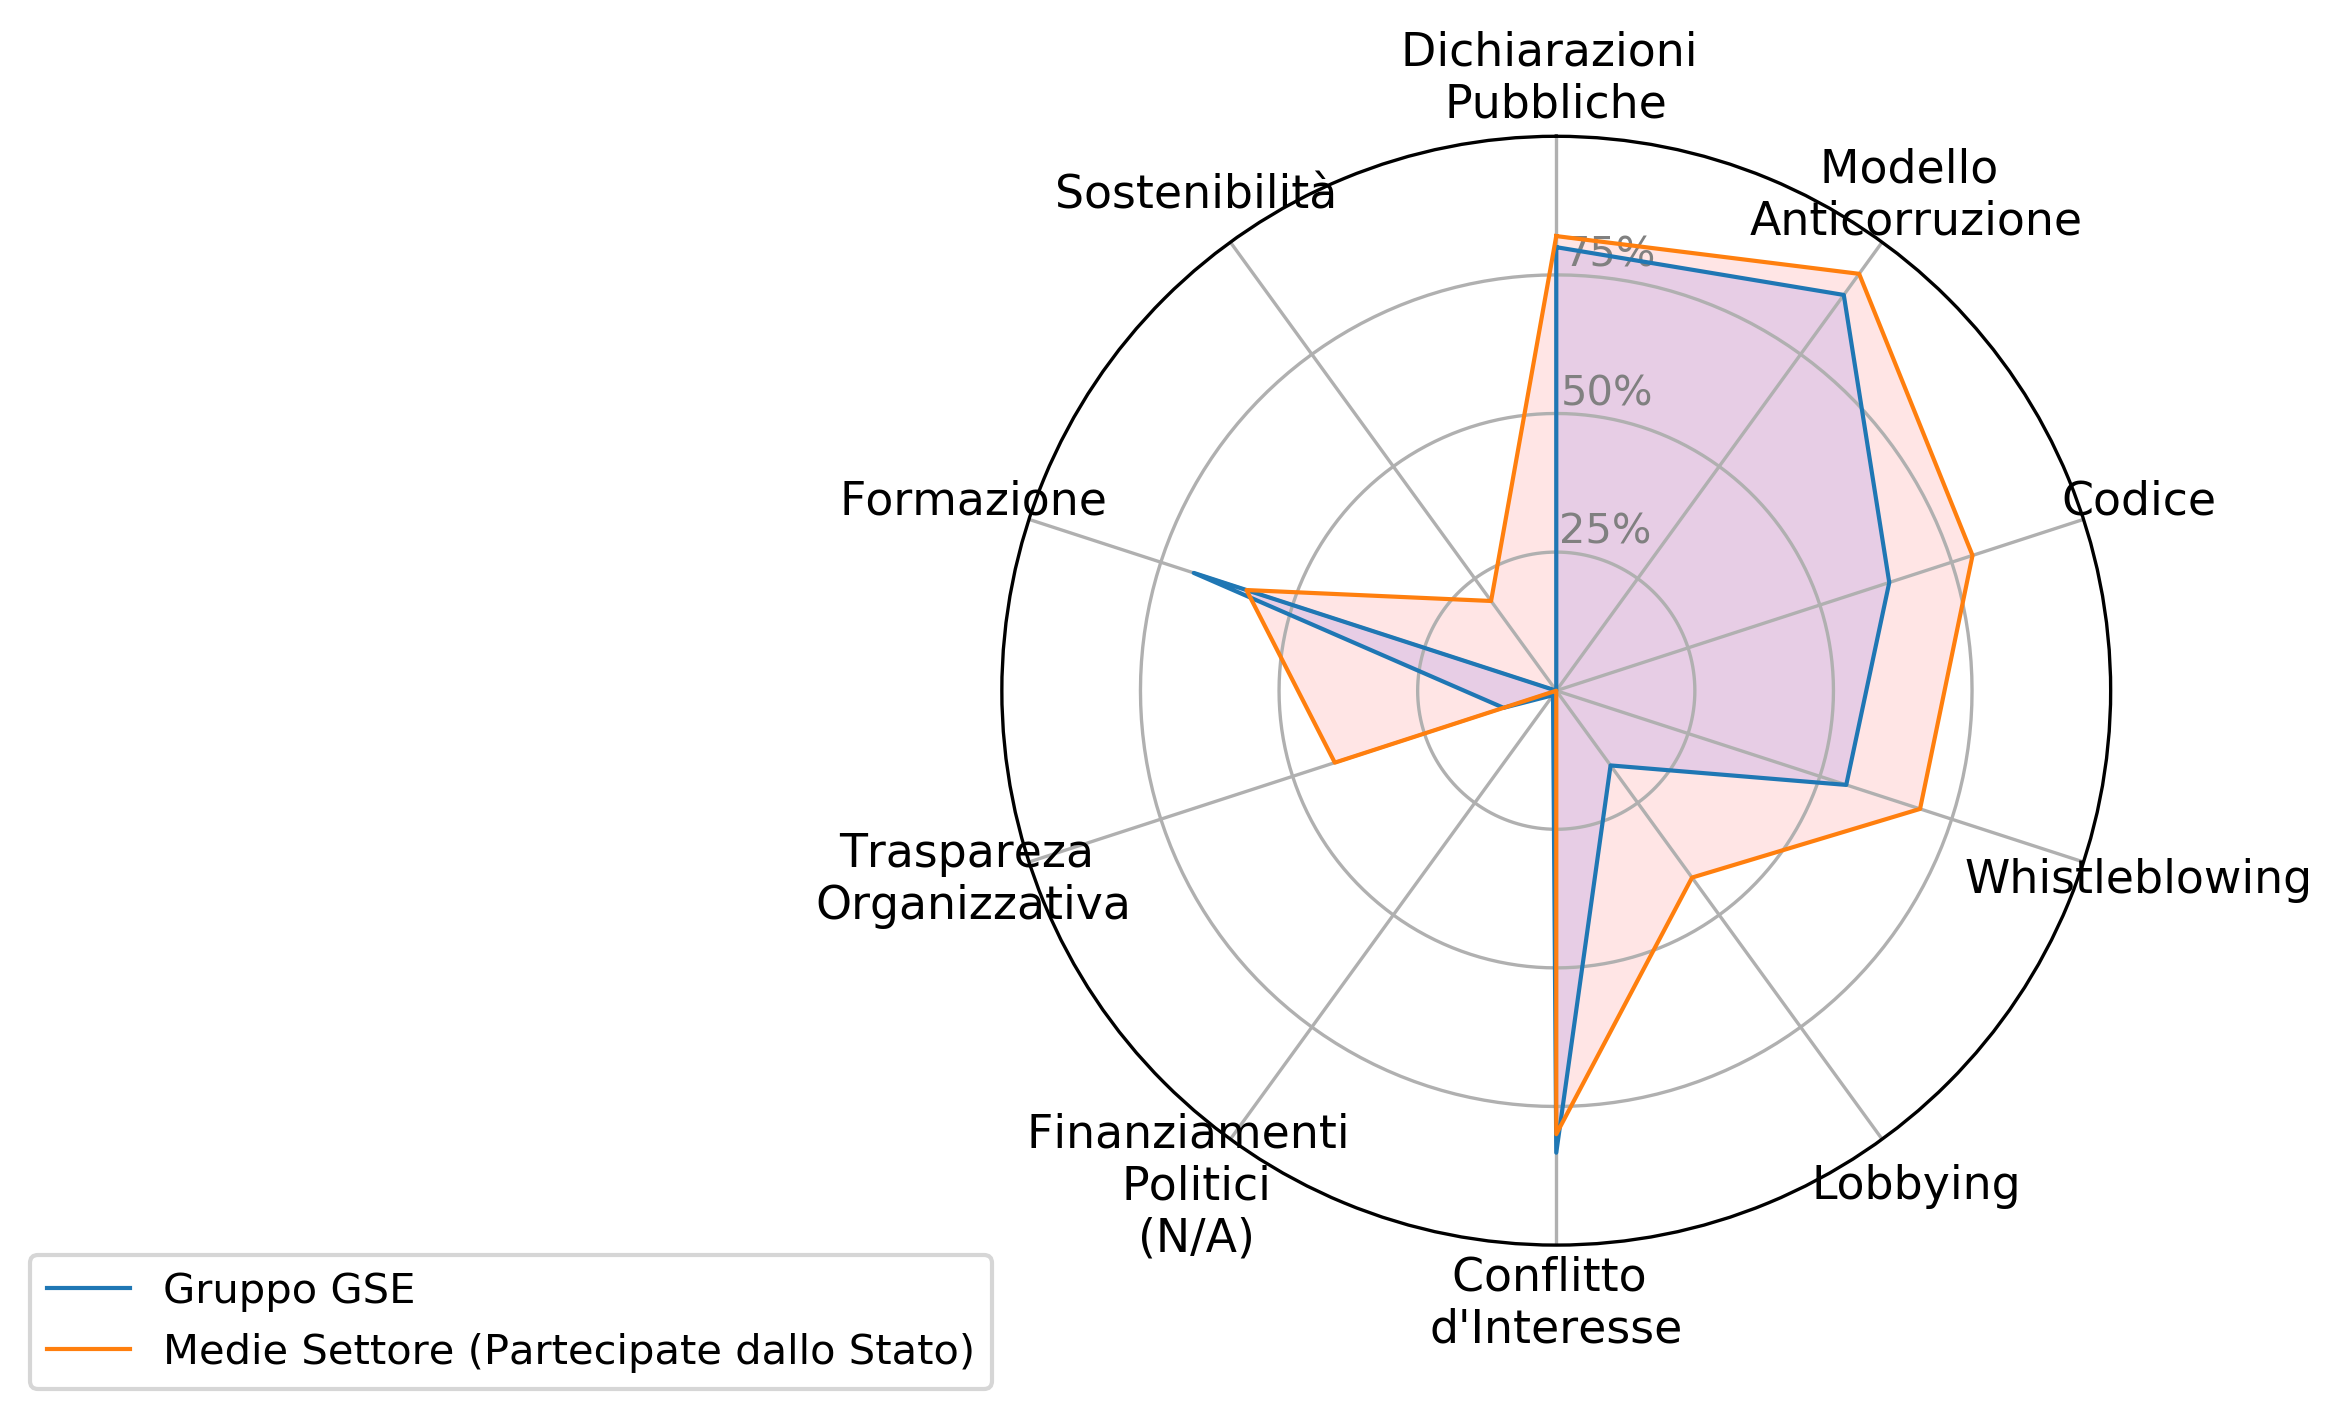 Dichiarazioni
Pubbliche
Modello
Anticorruzione
Sostenibilità
75%
50%
25%
Formazione
Codice
Traspareza
Organizzativa
Whistleblowing
Finanziamenti
Politici
(N/A)
Lobbying
Conflitto
d'Interesse
Gruppo GSE
Medie Settore (Partecipate dallo Stato)